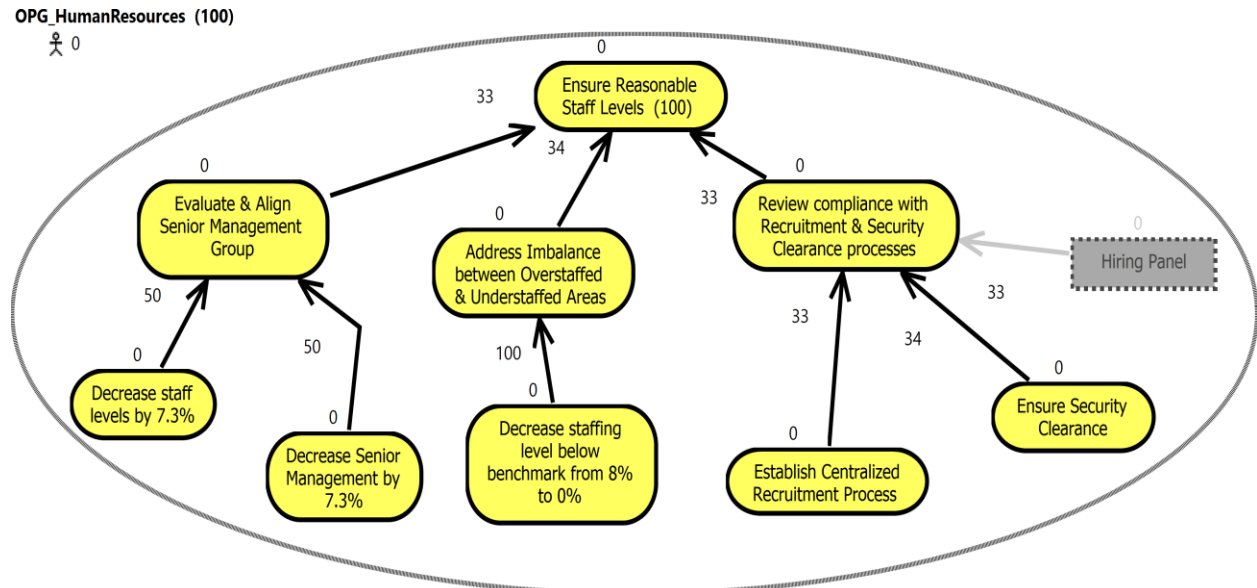 OPG_HumanResources (100)
0
0
Ensure Reasonable
Staff Levels (100)
33
34
33
0
Evaluate & Align
Senior Management
Group
0
Address Imbalance
between Overstaffed
& Understaffed Areas
0
Review compliance with
Recruitment & Security
Clearance processes
0
Hiring Panel
50
50
100
33
34
33
0
Decrease staff
levels by 7.3%
0
Decrease Senior
Management by
7.3%
0
Decrease staffing
level below
benchmark from 8%
to 0%
0
Establish Centralized
Recruitment Process
0
Ensure Security
Clearance